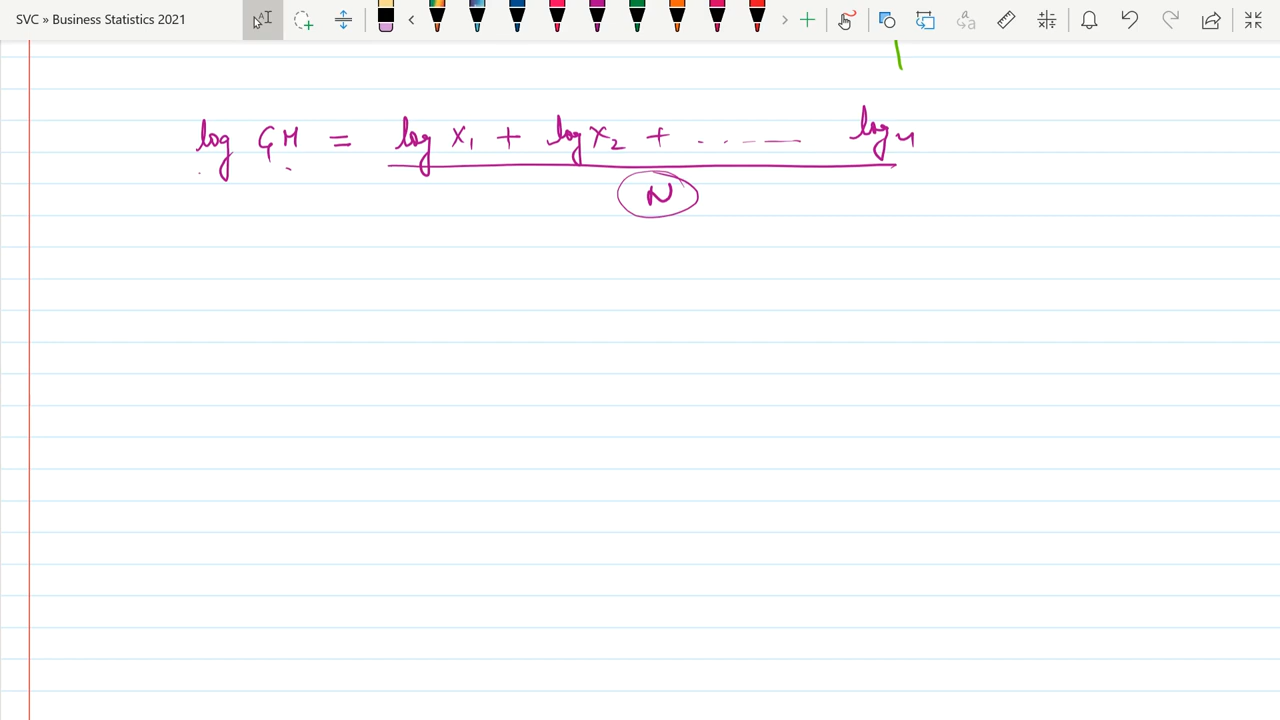 SVC » Business Statistics 2021
log GM = log X₁ + log X₂ + ...... log
N